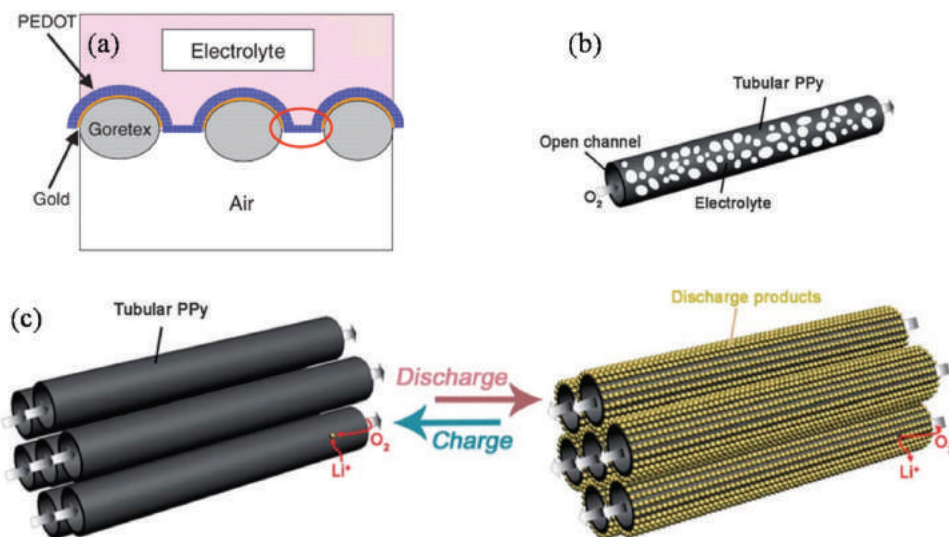 (a)
PEDOT
Electrolyte
Goretex
Gold
Air
(b)
Tubular PPy
Open channel
O2
Electrolyte
(c)
Tubular PPy
Discharge products
Discharge
Charge
O2
Li+
O2
Li+